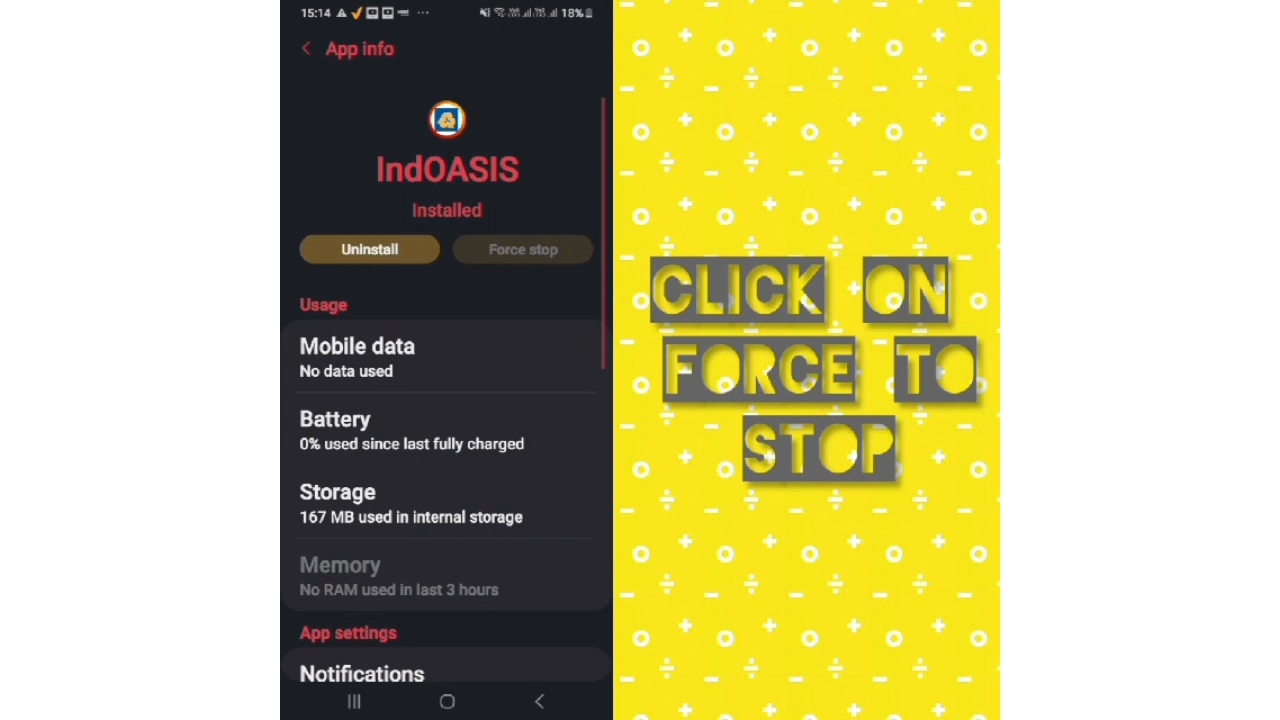 15:14
18%
App info
IndOASIS
Installed
Uninstall
Force stop
Usage
Mobile data
No data used
Battery
0% used since last fully charged
Storage
167 MB used in internal storage
Memory
No RAM used in last 3 hours
App settings
Notifications
CLICK ON
FORCE TO
STOP